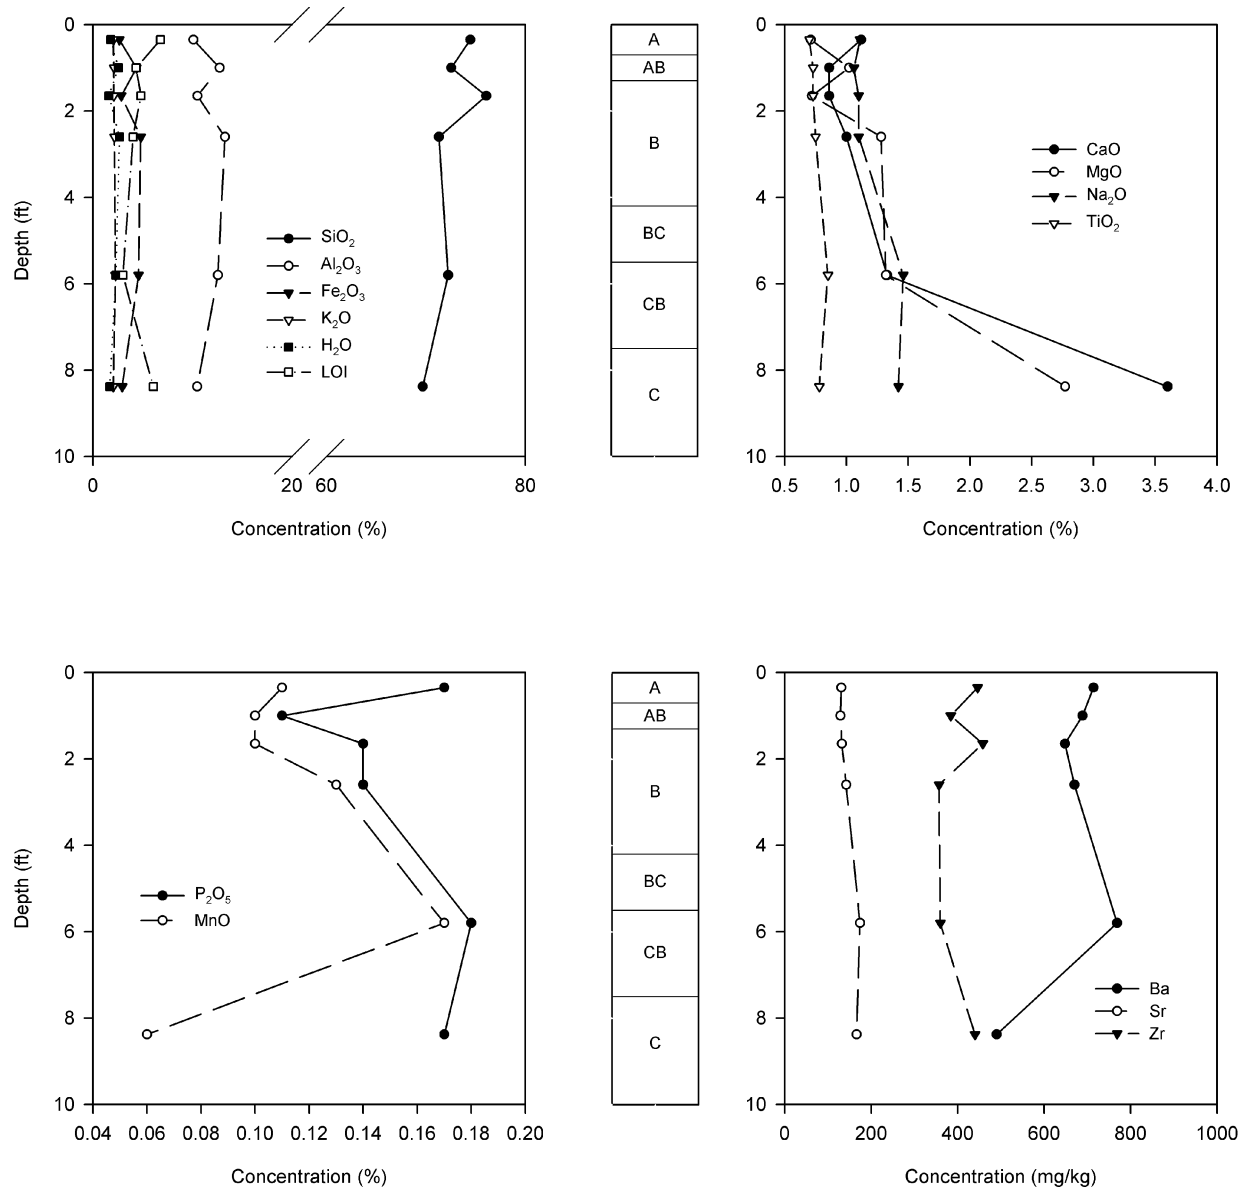 0
2
4
6
8
10
Depth (ft)
0
20
60
80
Concentration (%)
SiO₂
Al₂O₃
Fe₂O₃
K₂O
H₂O
LOI
A
AB
B
BC
CB
C
0
2
4
6
8
10
0.5
1.0
1.5
2.0
2.5
3.0
3.5
4.0
Concentration (%)
CaO
MgO
Na₂O
TiO₂
0
2
4
6
8
10
Depth (ft)
0.04
0.06
0.08
0.10
0.12
0.14
0.16
0.18
0.20
Concentration (%)
P₂O₅
MnO
A
AB
B
BC
CB
C
0
2
4
6
8
10
0
200
400
600
800
1000
Concentration (mg/kg)
Ba
Sr
Zr